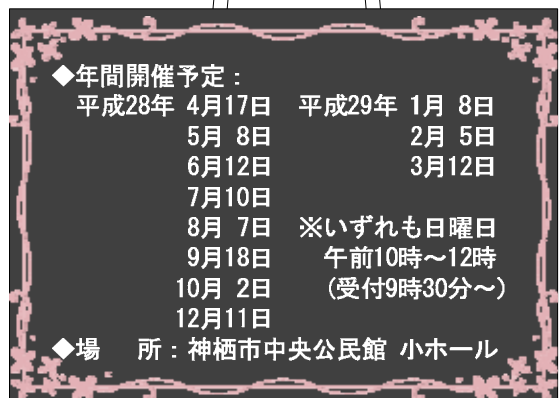 ◆年間開催予定：
平成28年 4月17日　平成29年 1月 8日
5月 8日　2月 5日
6月12日　3月12日
7月10日
8月 7日　※いずれも日曜日
9月18日　午前10時～12時
10月 2日　（受付9時30分～）
12月11日
◆場　所：神栖市中央公民館 小ホール